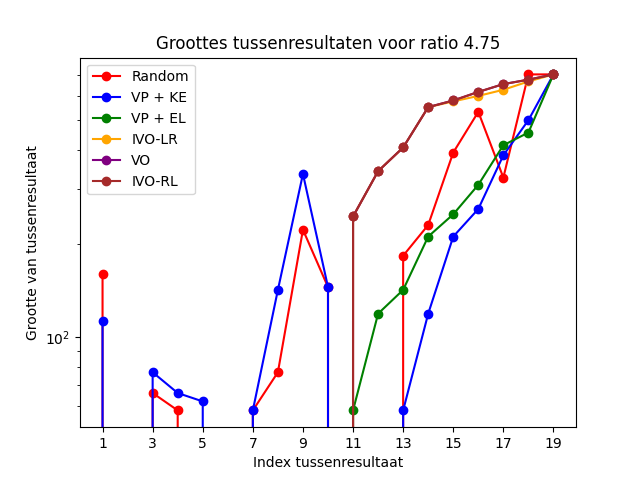 Groottes tussenresultaten voor ratio 4.75
Random
VP + KE
VP + EL
IVO-LR
VO
IVO-RL
Grootte van tussenresultaat
10²
1 3 5 7 9 11 13 15 17 19
Index tussenresultaat